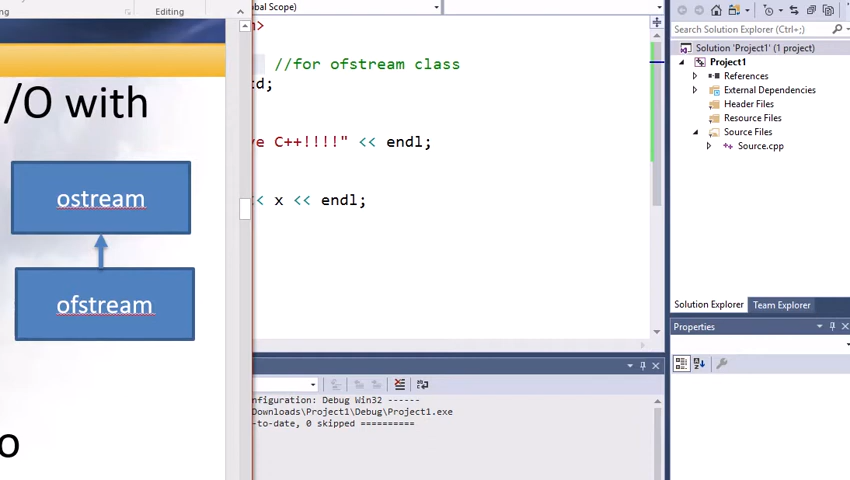 Editing
/O with
ostream
ofstream
o
bal Scope)
>
//for ofstream class
td;
ve C++!!!!" << endl;
< x << endl;
Search Solution Explorer (Ctrl+;)
Solution 'Project1' (1 project)
Project1
References
External Dependencies
Header Files
Resource Files
Source Files
Source.cpp
Solution Explorer
Team Explorer
Properties
nfiguration: Debug Win32 ------
Downloads\Project1\Debug\Project1.exe
-to-date, 0 skipped ==========